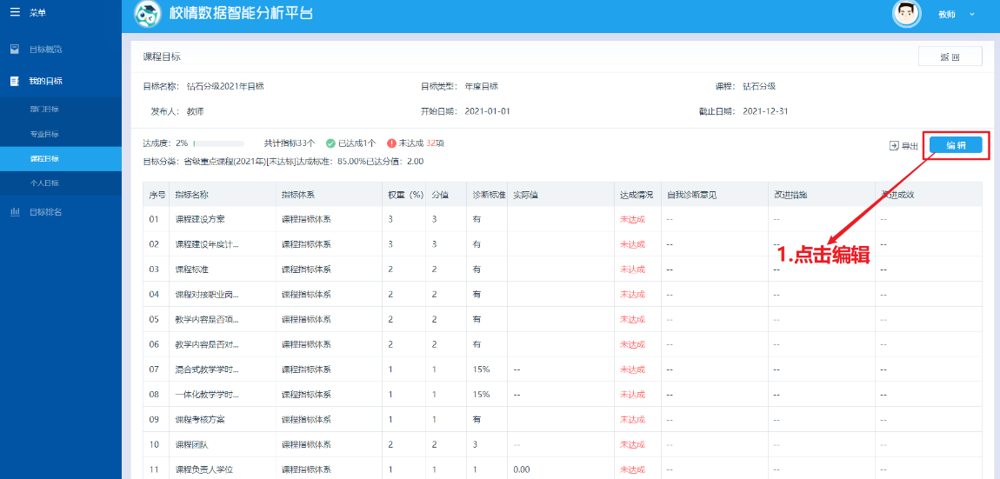 菜单
校情数据智能分析平台
教师
目标概览
我的目标
部门目标
专业目标
课程目标
个人目标
目标排名
课程目标
返回
目标名称： 钻石分级2021年目标
目标类型： 年度目标
课程： 钻石分级
发布人： 教师
开始日期： 2021-01-01
截止日期： 2021-12-31
达成度： 2% 共计指标33个 已达成1个 未达成 32项
导出
编辑
目标分类： 省级重点课程(2021年)[未达标]达成标准： 85.00%已达分值： 2.00
序号 指标名称 指标体系 权重（%） 分值 诊断标准 实际值 达成情况 自我诊断意见 改进措施 改进成效
01 课程建设方案 课程指标体系 3 3 有 未达成 -- -- --
02 课程建设年度计... 课程指标体系 3 3 有 未达成 -- -- --
1.点击编辑
03 课程标准 课程指标体系 2 2 有 未达成 -- -- --
04 课程对接职业岗... 课程指标体系 2 2 有 未达成 -- -- --
05 教学内容是否项... 课程指标体系 2 2 有 未达成 -- -- --
06 教学内容是否对... 课程指标体系 2 2 有 未达成 -- -- --
07 混合式教学学时... 课程指标体系 1 1 15% -- 未达成 -- -- --
08 一体化教学学时... 课程指标体系 1 1 15% -- 未达成 -- -- --
09 课程考核方案 课程指标体系 1 1 有 未达成 -- -- --
10 课程团队 课程指标体系 2 2 3 -- 未达成 -- -- --
11 课程负责人学位 课程指标体系 1 1 1 0.00 未达成 -- -- --